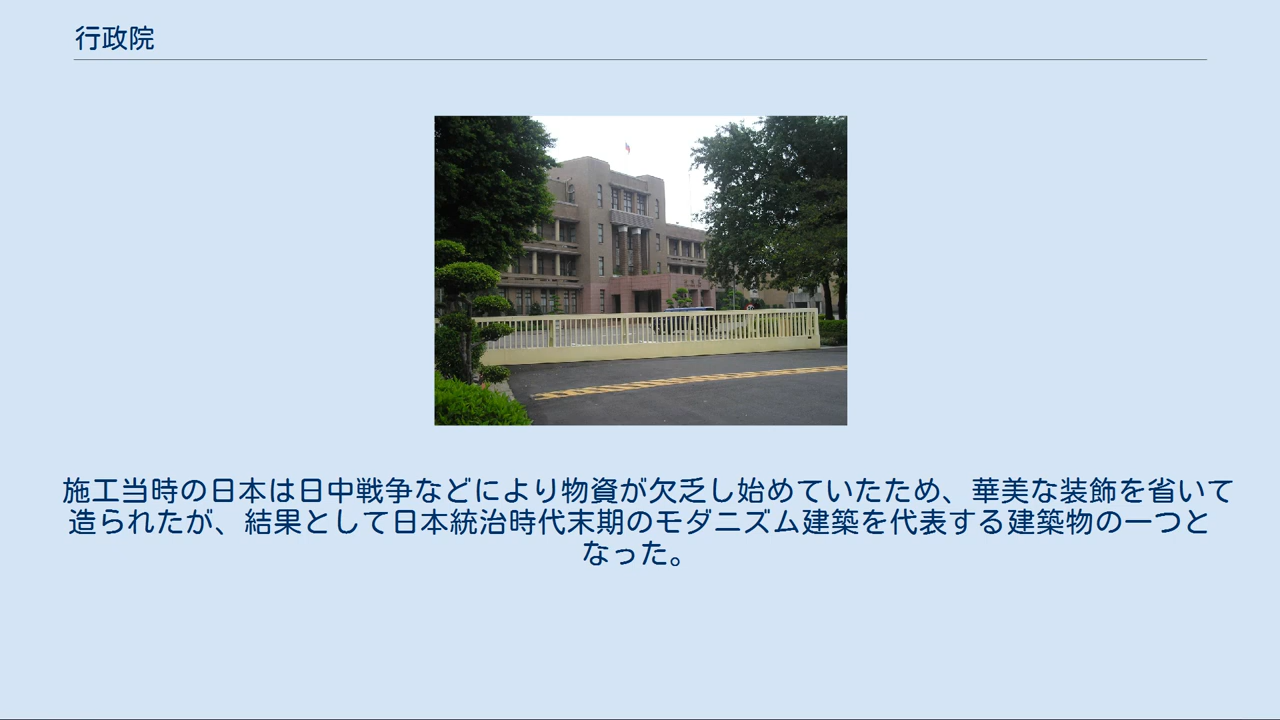 行政院
施工当時の日本は日中戦争などにより物資が欠乏し始めていたため、華美な装飾を省いて
造られたが、結果として日本統治時代末期のモダニズム建築を代表する建築物の一つと
なった。